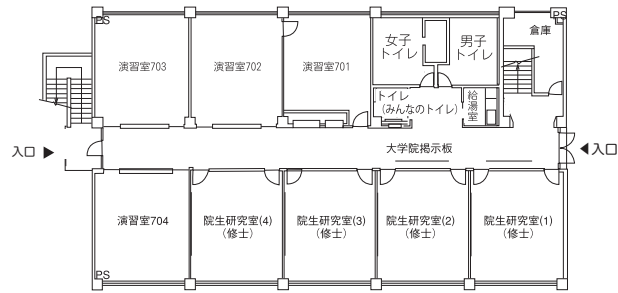 PS
PS
倉庫
女子
トイレ
男子
トイレ
演習室703
演習室702
演習室701
トイレ
(みんなのトイレ)
給湯室
入口 ▶
大学院掲示板
◀ 入口
演習室704
院生研究室(4)
(修士)
院生研究室(3)
(修士)
院生研究室(2)
(修士)
院生研究室(1)
(修士)
PS